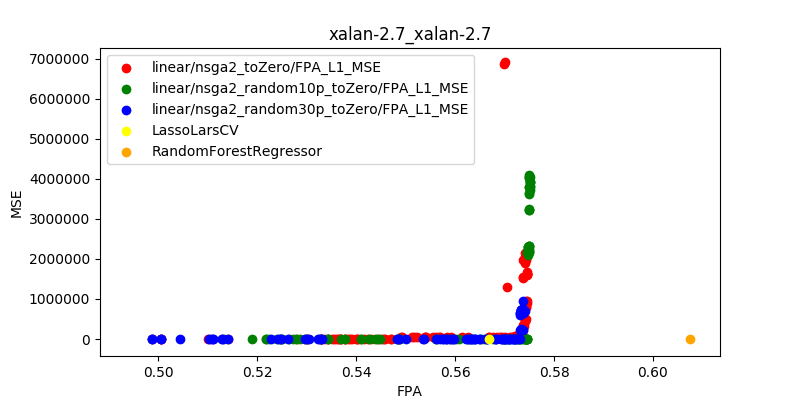 xalan-2.7_xalan-2.7
7000000
6000000
5000000
4000000
3000000
2000000
1000000
0
MSE
linear/nsga2_toZero/FPA_L1_MSE
linear/nsga2_random10p_toZero/FPA_L1_MSE
linear/nsga2_random30p_toZero/FPA_L1_MSE
LassoLarsCV
RandomForestRegressor
0.50 0.52 0.54 0.56 0.58 0.60
FPA